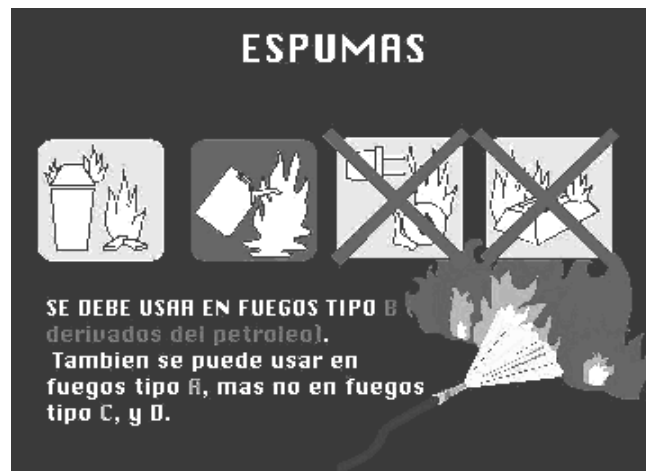 ESPUMAS
SE DEBE USAR EN FUEGOS TIPO B (
derivados del petroleo).
Tambien se puede usar en
fuegos tipo A, mas no en fuegos
tipo C, y D.